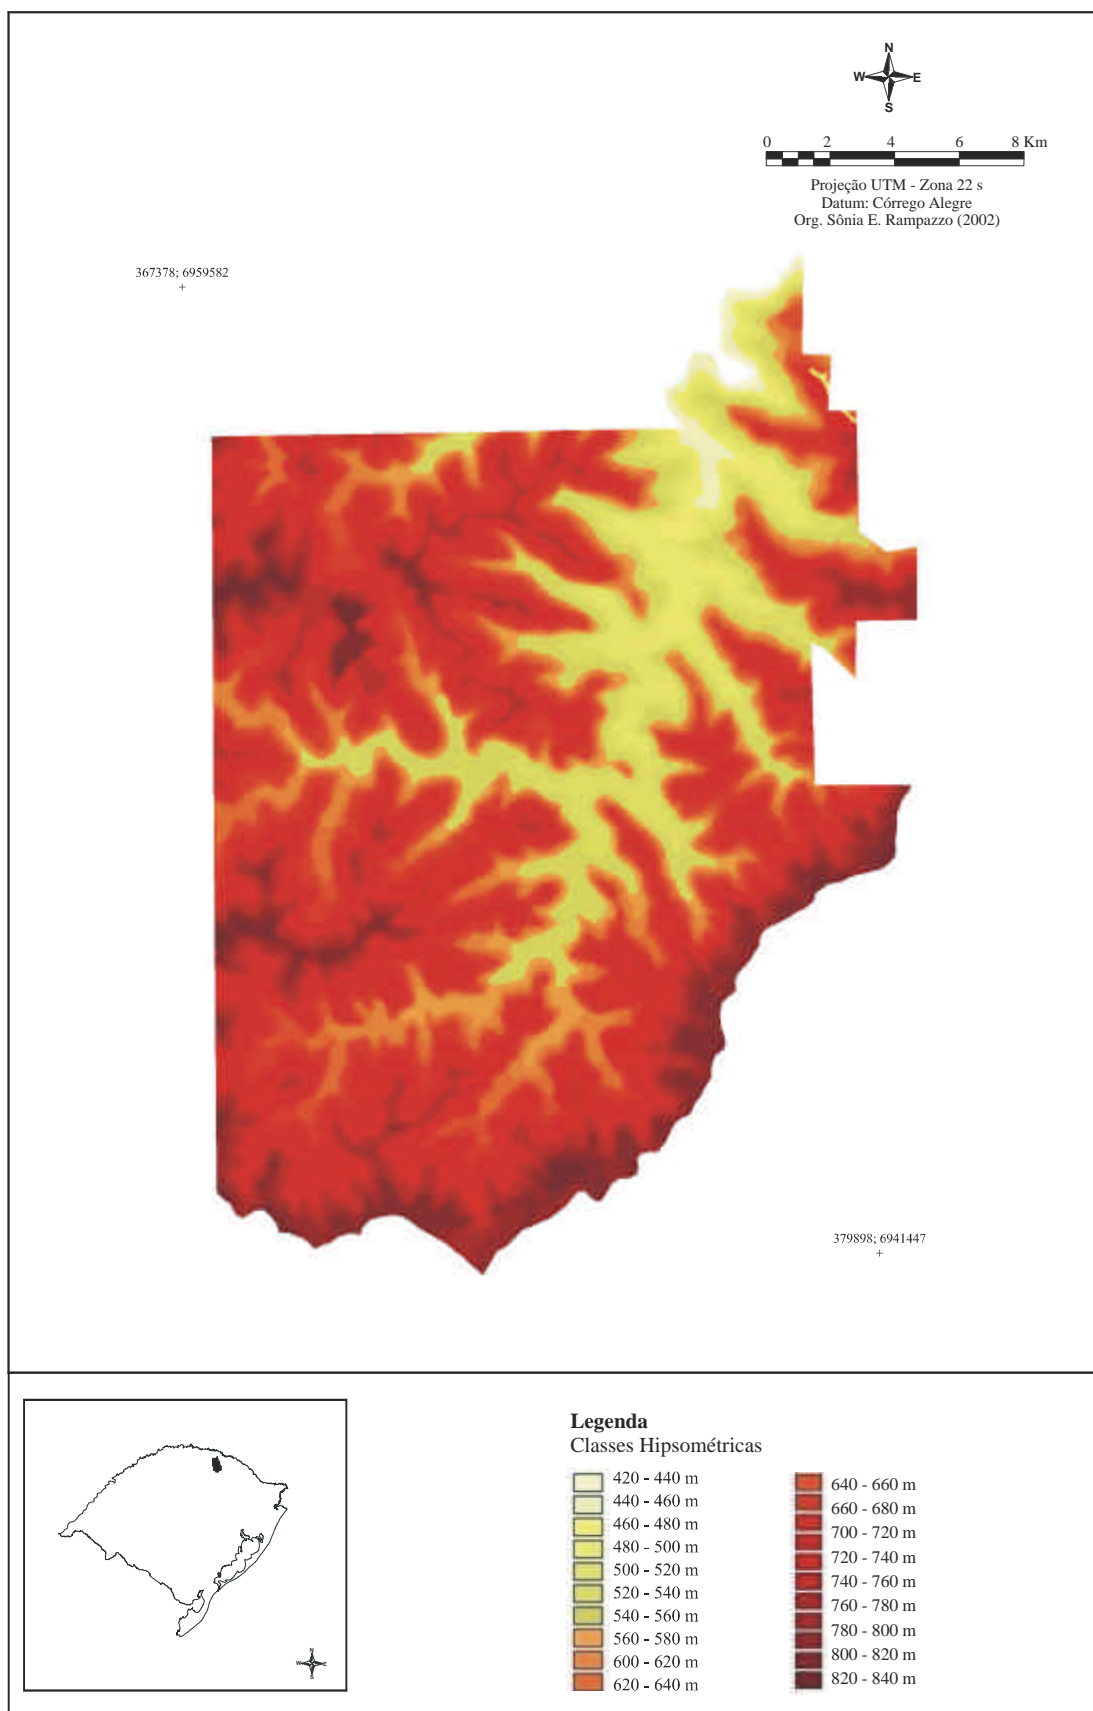 N
W E
S
0 2 4 6 8 Km
Projeção UTM - Zona 22 s
Datum: Córrego Alegre
Org. Sônia E. Rampazzo (2002)
367378; 6959582
379898; 6941447
Legenda
Classes Hipsométricas
420 - 440 m
440 - 460 m
460 - 480 m
480 - 500 m
500 - 520 m
520 - 540 m
540 - 560 m
560 - 580 m
600 - 620 m
620 - 640 m
640 - 660 m
660 - 680 m
700 - 720 m
720 - 740 m
740 - 760 m
760 - 780 m
780 - 800 m
800 - 820 m
820 - 840 m
N
W E
S